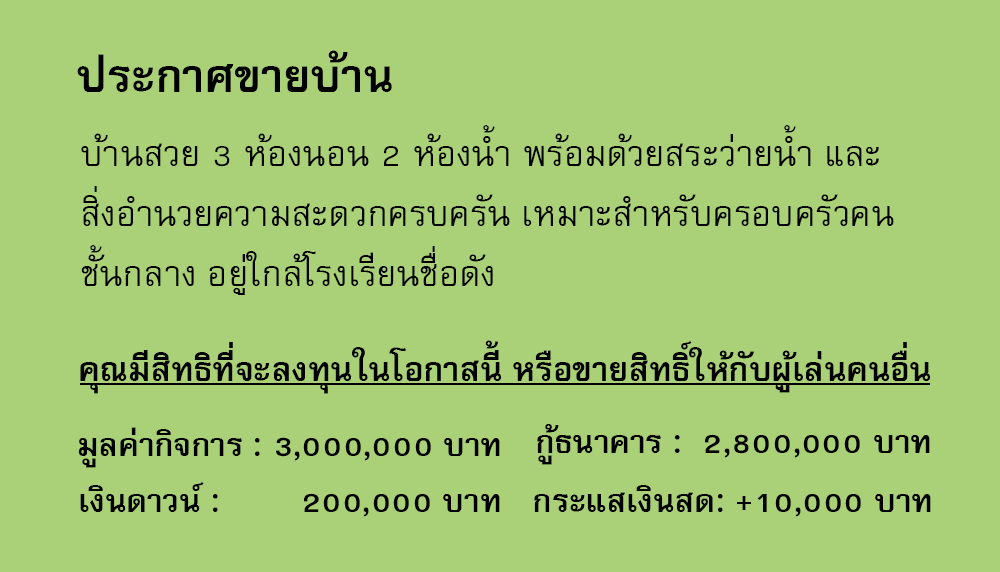 ประกาศขายบ้าน
บ้านสวย 3 ห้องนอน 2 ห้องน้ำ พร้อมด้วยสระว่ายน้ำ และ
สิ่งอำนวยความสะดวกครบครัน เหมาะสำหรับครอบครัวคน
ชั้นกลาง อยู่ใกล้โรงเรียนชื่อดัง
คุณมีสิทธิที่จะลงทุนในโอกาสนี้ หรือขายสิทธิ์ให้กับผู้เล่นคนอื่น
มูลค่ากิจการ : 3,000,000 บาท กู้ธนาคาร : 2,800,000 บาท
เงินดาวน์ : 200,000 บาท กระแสเงินสด: +10,000 บาท